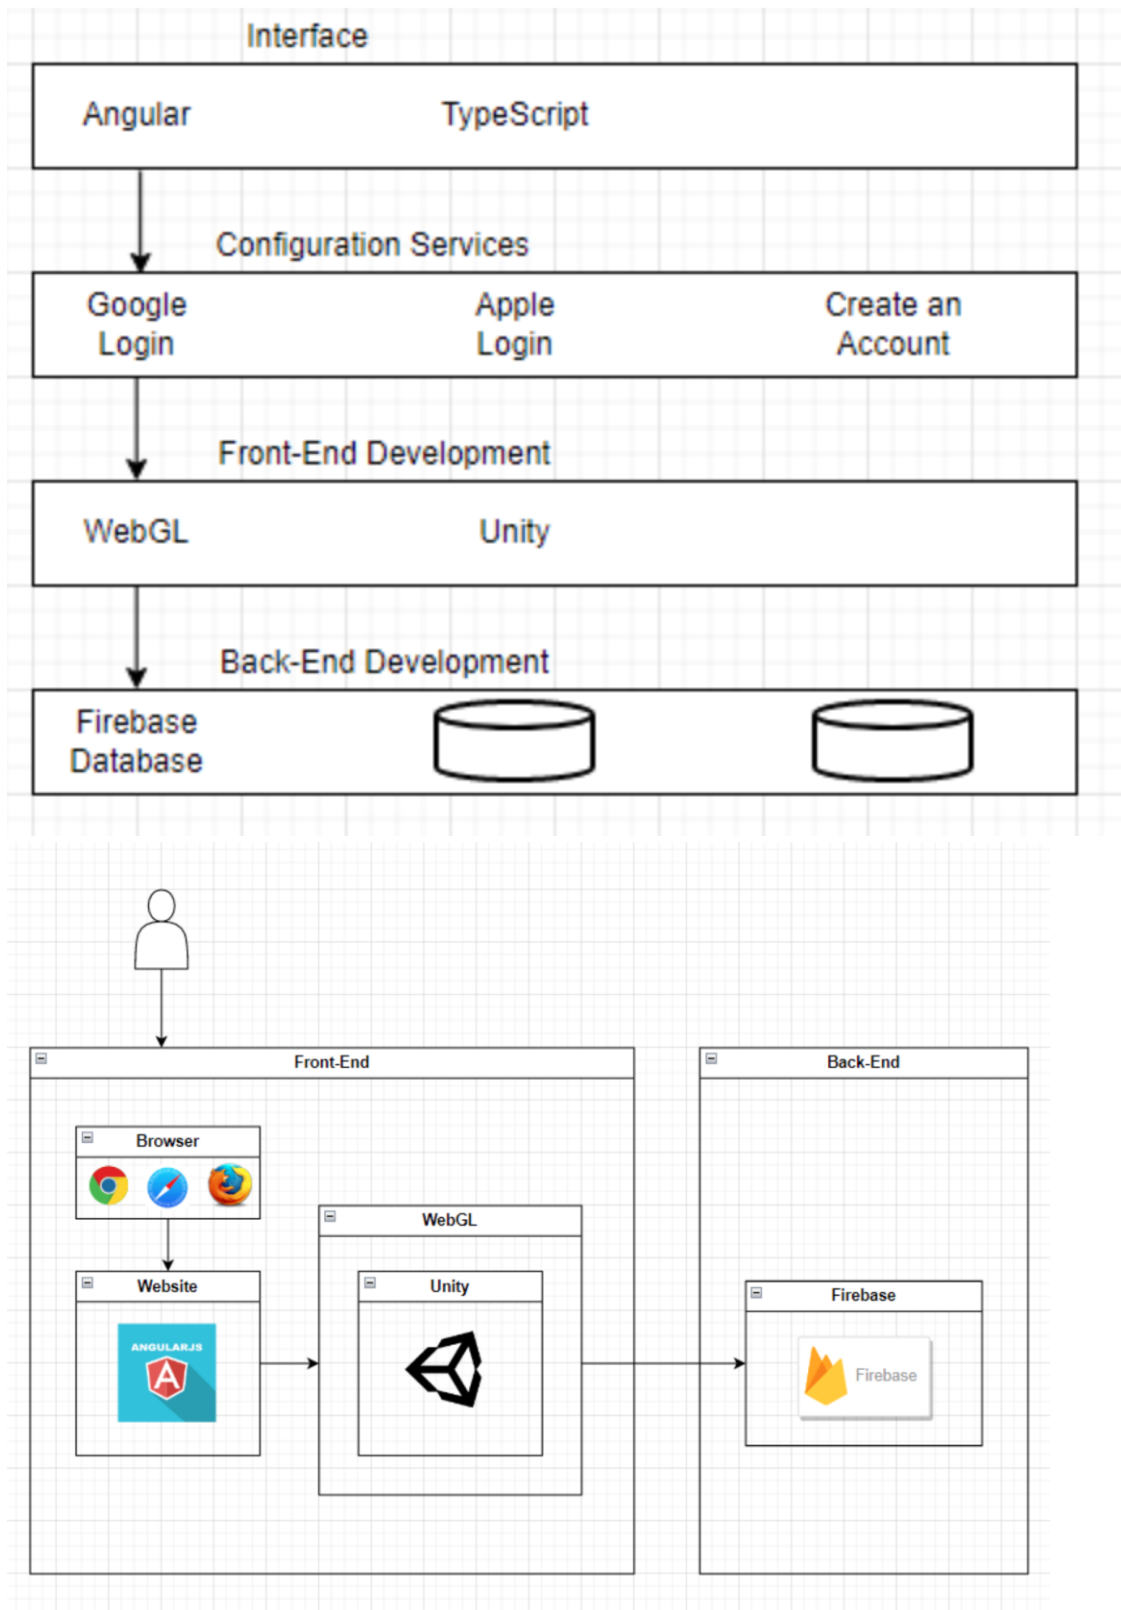 Interface
Angular TypeScript
Configuration Services
Google Apple Create an
Login Login Account
Front-End Development
WebGL Unity
Back-End Development
Firebase
Database
Front-End Back-End
Browser
WebGL
Website Unity Firebase
ANGULARJS
A
Firebase